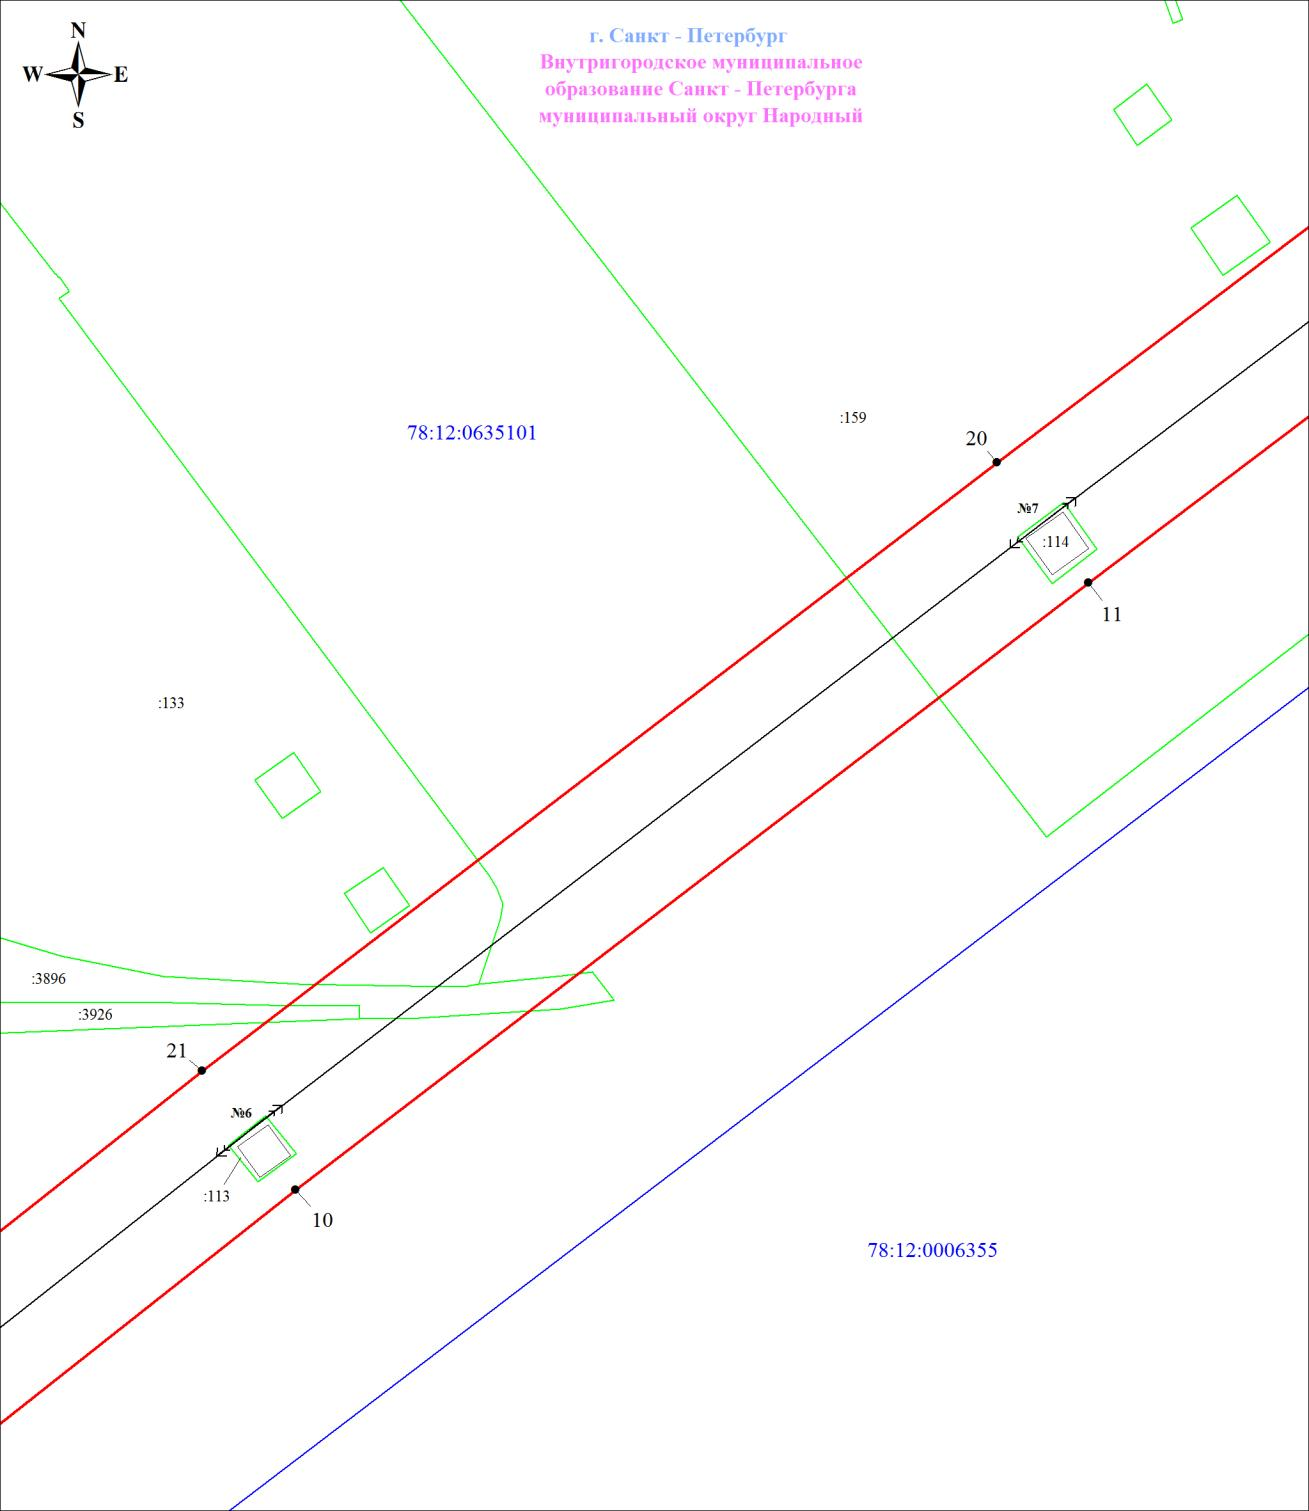 N
W E
S
г. Санкт - Петербург
Внутригородское муниципальное
образование Санкт - Петербурга
муниципальный округ Народный
:159
78:12:0635101
20
№7
:114
11
:133
:3896
:3926
21
№6
:113
10
78:12:0006355